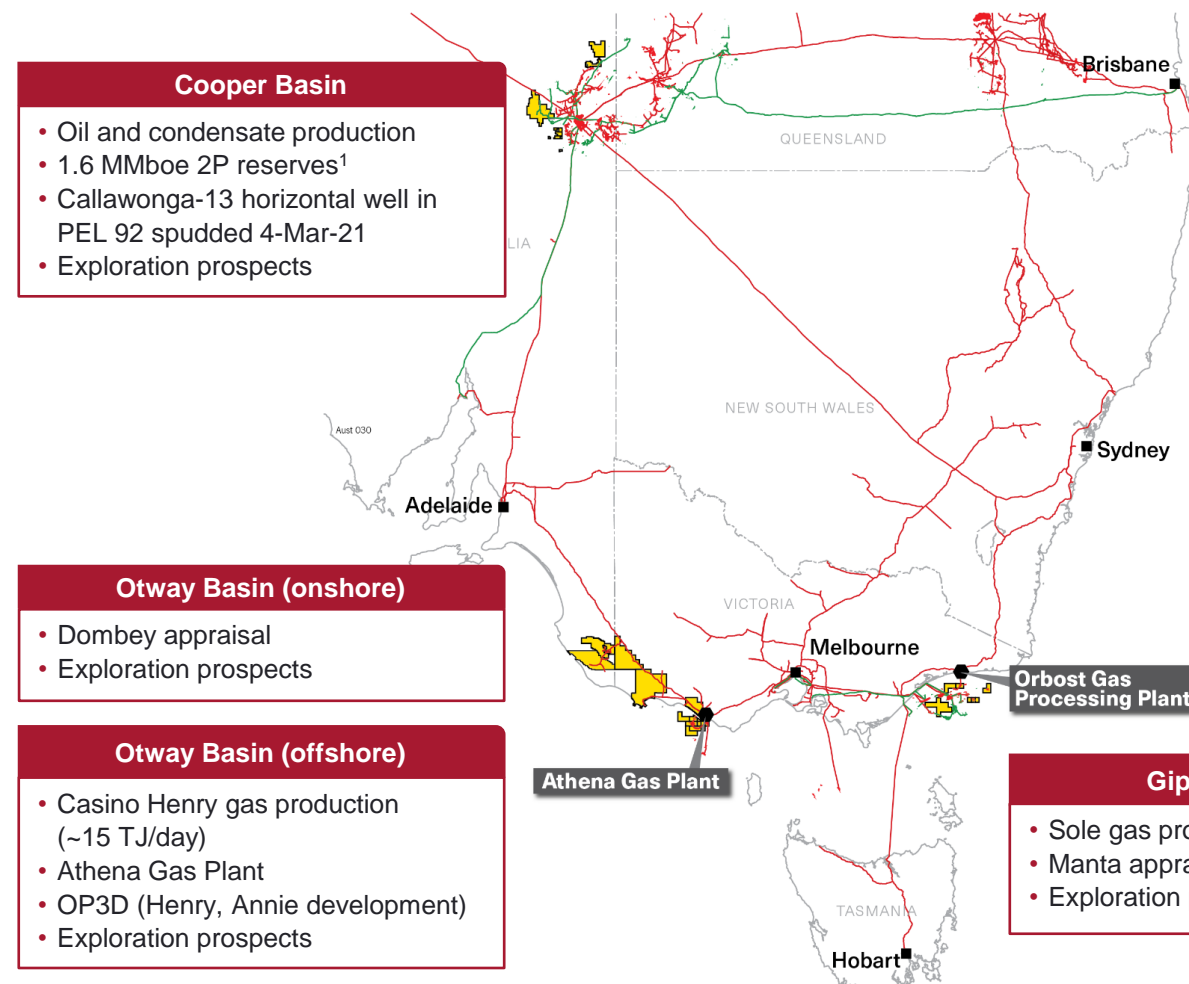 Cooper Basin
• Oil and condensate production
• 1.6 MMboe 2P reserves¹
• Callawonga-13 horizontal well in
PEL 92 spudded 4-Mar-21
• Exploration prospects
Brisbane
QUEENSLAND
LIA
NEW SOUTH WALES
Aust 030
Sydney
Adelaide
Otway Basin (onshore)
• Dombey appraisal
• Exploration prospects
VICTORIA
Melbourne
Orbost Gas
Processing Plant
Otway Basin (offshore)
• Casino Henry gas production
(~15 TJ/day)
• Athena Gas Plant
• OP3D (Henry, Annie development)
• Exploration prospects
Athena Gas Plant
Gip
• Sole gas pro
• Manta appra
• Exploration
TASMANIA
Hobart